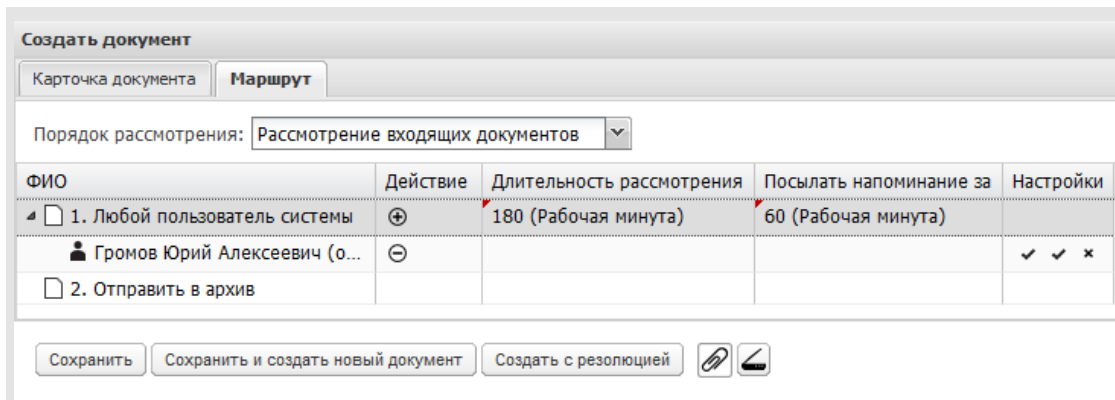 Создать документ
Карточка документа Маршрут
Порядок рассмотрения: Рассмотрение входящих документов
ФИО Действие Длительность рассмотрения Посылать напоминание за Настройки
1. Любой пользователь системы 180 (Рабочая минута) 60 (Рабочая минута)
Громов Юрий Алексеевич (о...
2. Отправить в архив
Сохранить Сохранить и создать новый документ Создать с резолюцией